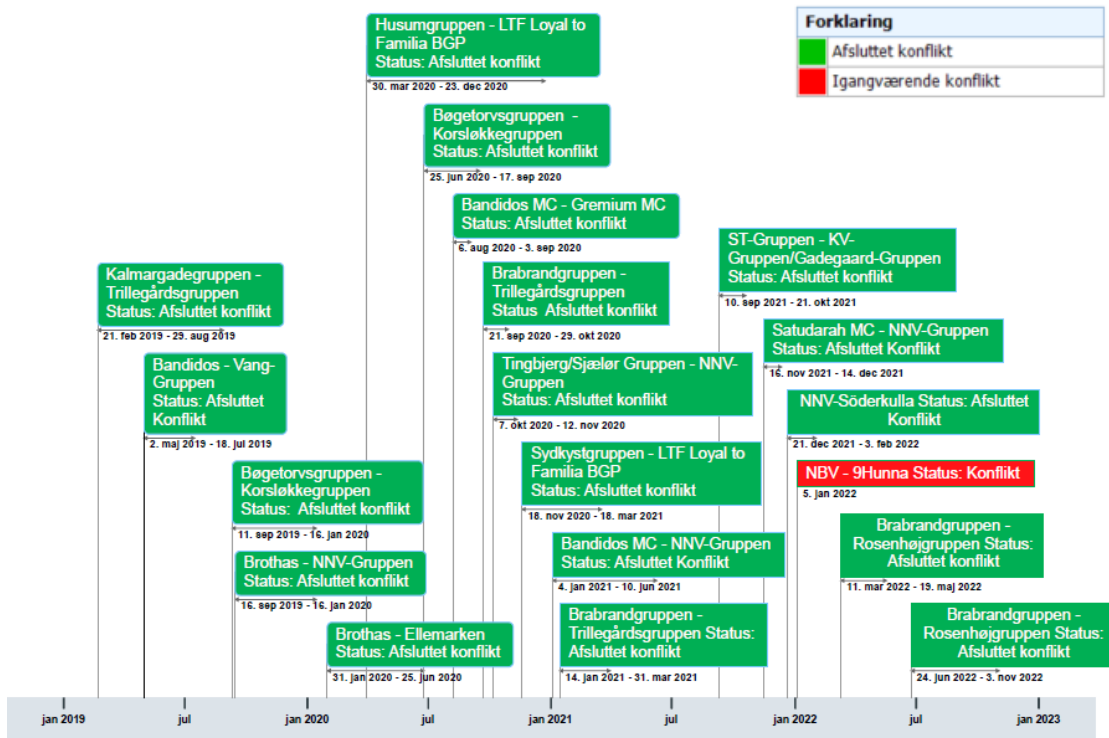 Forklaring
Afsluttet konflikt
Igangværende konflikt
Husumgruppen - LTF Loyal to
Familia BGP
Status: Afsluttet konflikt
30. mar 2020 - 23. dec 2020
Bøgetorvsgruppen -
Korsløkkegruppen
Status: Afsluttet konflikt
25. jun 2020 - 17. sep 2020
Bandidos MC - Gremium MC
Status: Afsluttet konflikt
6. aug 2020 - 3. sep 2020
ST-Gruppen - KV-
Gruppen/Gadegaard-Gruppen
Status: Afsluttet konflikt
10. sep 2021 - 21. okt 2021
Kalmargadegruppen -
Trillegårdsgruppen
Status: Afsluttet konflikt
21. feb 2019 - 29. aug 2019
Brabrandgruppen -
Trillegårdsgruppen
Status Afsluttet konflikt
21. sep 2020 - 29. okt 2020
Satudarah MC - NNV-Gruppen
Status: Afsluttet Konflikt
16. nov 2021 - 14. dec 2021
Bandidos - Vang-
Gruppen
Status: Afsluttet
Konflikt
2. maj 2019 - 18. jul 2019
Tingbjerg/Sjælør Gruppen - NNV-
Gruppen
Status: Afsluttet konflikt
7. okt 2020 - 12. nov 2020
NNV-Söderkulla Status: Afsluttet
Konflikt
21. dec 2021 - 3. feb 2022
Bøgetorvsgruppen -
Korsløkkegruppen
Status: Afsluttet konflikt
11. sep 2019 - 16. jan 2020
Sydkystgruppen - LTF Loyal to
Familia BGP
Status: Afsluttet konflikt
18. nov 2020 - 18. mar 2021
NBV - 9Hunna Status: Konflikt
5. jan 2022
Brothas - NNV-Gruppen
Status: Afsluttet konflikt
16. sep 2019 - 16. jan 2020
Bandidos MC - NNV-Gruppen
Status: Afsluttet Konflikt
4. jan 2021 - 10. jun 2021
Brabrandgruppen -
Rosenhøjgruppen Status:
Afsluttet konflikt
11. mar 2022 - 19. maj 2022
Brothas - Ellemarken
Status: Afsluttet konflikt
31. jan 2020 - 25. jun 2020
Brabrandgruppen -
Trillegårdsgruppen Status:
Afsluttet konflikt
14. jan 2021 - 31. mar 2021
Brabrandgruppen -
Rosenhøjgruppen Status:
Afsluttet konflikt
24. jun 2022 - 3. nov 2022
jan 2019
jul
jan 2020
jul
jan 2021
jul
jan 2022
jul
jan 2023